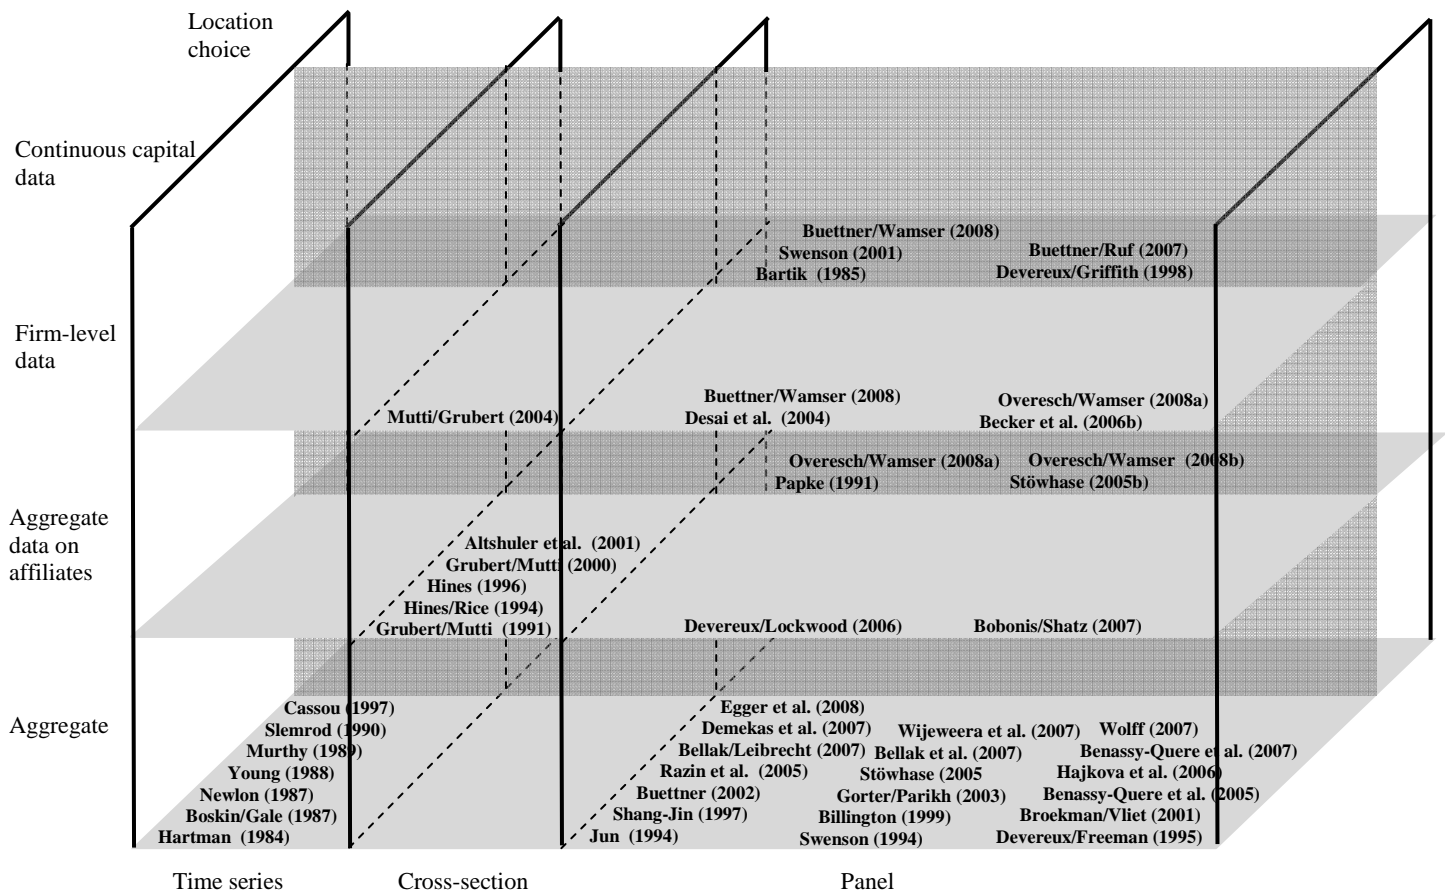 Location
choice
Continuous capital
data
Buettner/Wamser (2008)
Swenson (2001)
Bartik (1985)
Buettner/Ruf (2007)
Devereux/Griffith (1998)
Firm-level
data
Mutti/Grubert (2004)
Buettner/Wamser (2008)
Desai et al. (2004)
Overesch/Wamser (2008a)
Becker et al. (2006b)
Overesch/Wamser (2008a)
Papke (1991)
Overesch/Wamser (2008b)
Stöwhase (2005b)
Aggregate
data on
affiliates
Altshuler et al. (2001)
Grubert/Mutti (2000)
Hines (1996)
Hines/Rice (1994)
Grubert/Mutti (1991)
Devereux/Lockwood (2006)
Bobonis/Shatz (2007)
Aggregate
Cassou (1997)
Slemrod (1990)
Murthy (1989)
Young (1988)
Newlon (1987)
Boskin/Gale (1987)
Hartman (1984)
Egger et al. (2008)
Demekas et al. (2007)
Bellak/Leibrecht (2007)
Razin et al. (2005)
Buettner (2002)
Shang-Jin (1997)
Jun (1994)
Wijeweera et al. (2007)
Bellak et al. (2007)
Stöwhase (2005
Gorter/Parikh (2003)
Billington (1999)
Swenson (1994)
Wolff (2007)
Benassy-Quere et al. (2007)
Hajkova et al. (2006)
Benassy-Quere et al. (2005)
Broekman/Vliet (2001)
Devereux/Freeman (1995)
Time series
Cross-section
Panel